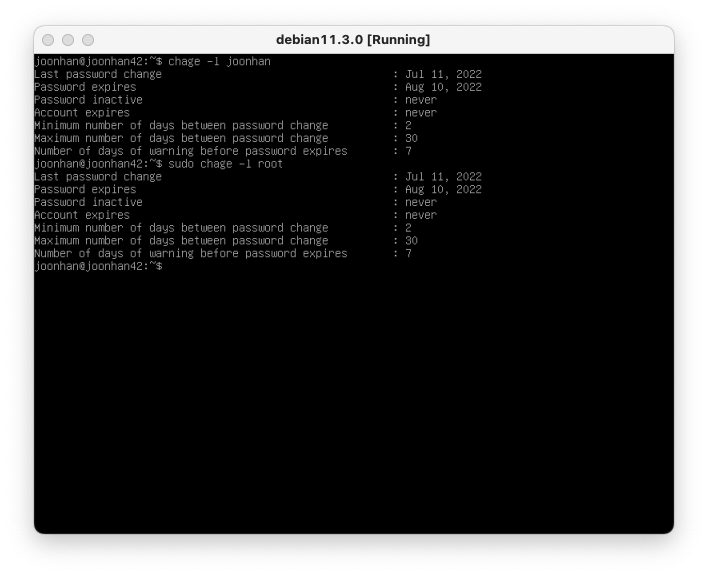 debian11.3.0 [Running]
joonhan@joonhan42:~$ chage -l joonhan
Last password change : Jul 11, 2022
Password expires : Aug 10, 2022
Password inactive : never
Account expires : never
Minimum number of days between password change : 2
Maximum number of days between password change : 30
Number of days of warning before password expires : 7
joonhan@joonhan42:~$ sudo chage -l root
Last password change : Jul 11, 2022
Password expires : Aug 10, 2022
Password inactive : never
Account expires : never
Minimum number of days between password change : 2
Maximum number of days between password change : 30
Number of days of warning before password expires : 7
joonhan@joonhan42:~$